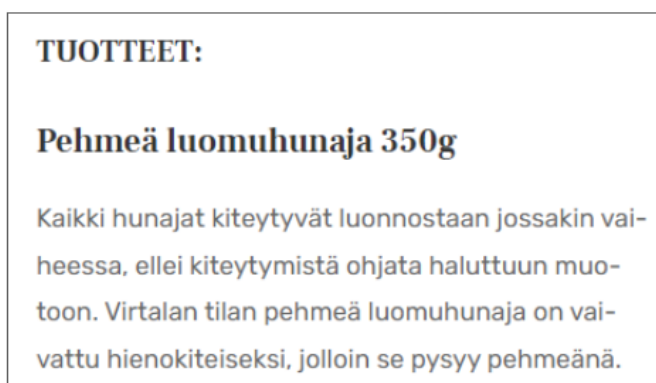 TUOTTEET:
Pehmeä luomuhunaja 350g
Kaikki hunajat kiteytyvät luonnostaan jossakin vai-
heessa, ellei kiteytymistä ohjata haluttuun muo-
toon. Virtalan tilan pehmeä luomuhunaja on vai-
vattu hienokiteiseksi, jolloin se pysyy pehmeänä.